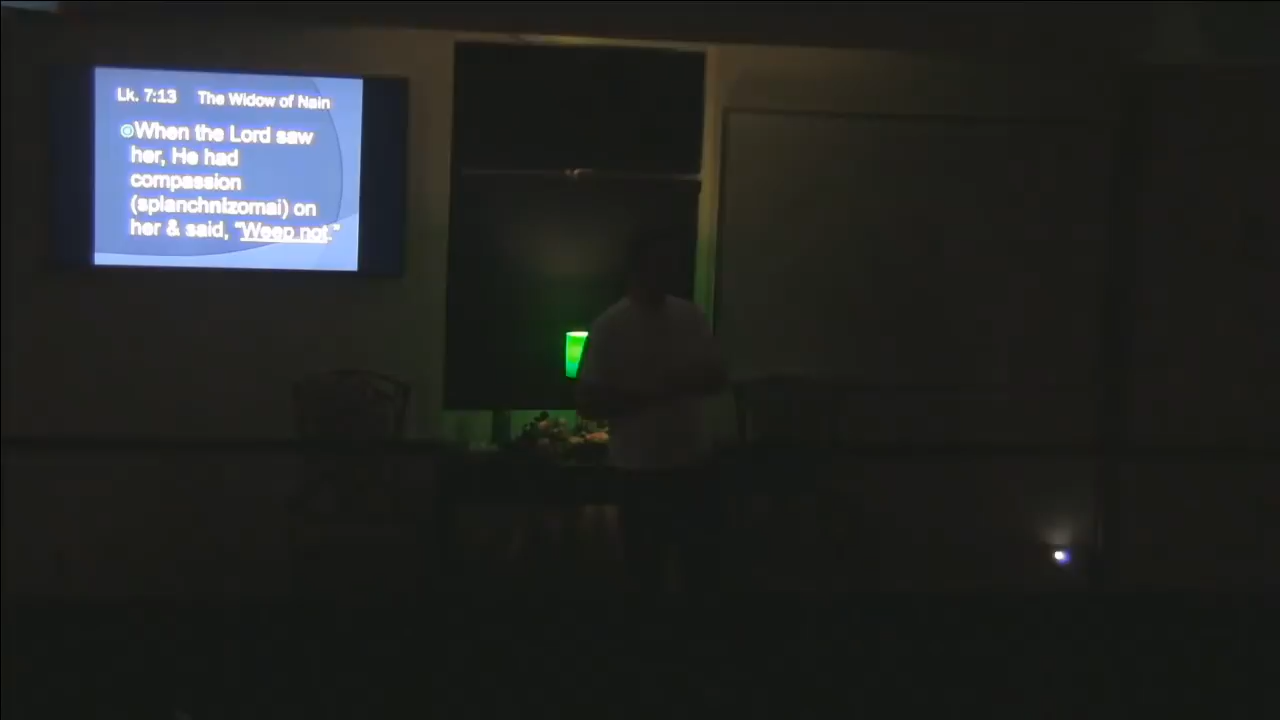 Lk. 7:13 The Widow of Nain
When the Lord saw
her, He had
compassion
(splanchnizomai) on
her & said, "Weep not."